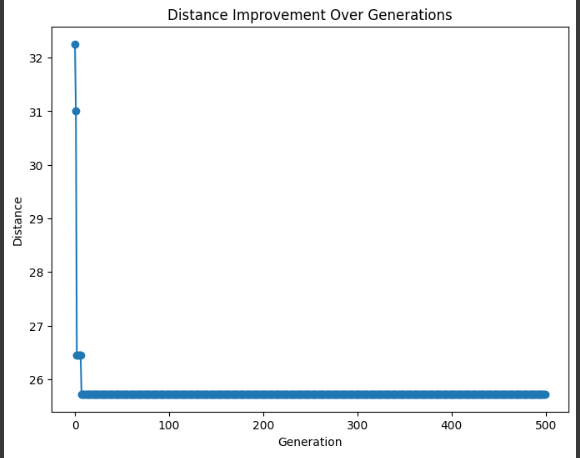 Distance Improvement Over Generations
32
31
30
29
28
27
26
Distance
0 100 200 300 400 500
Generation